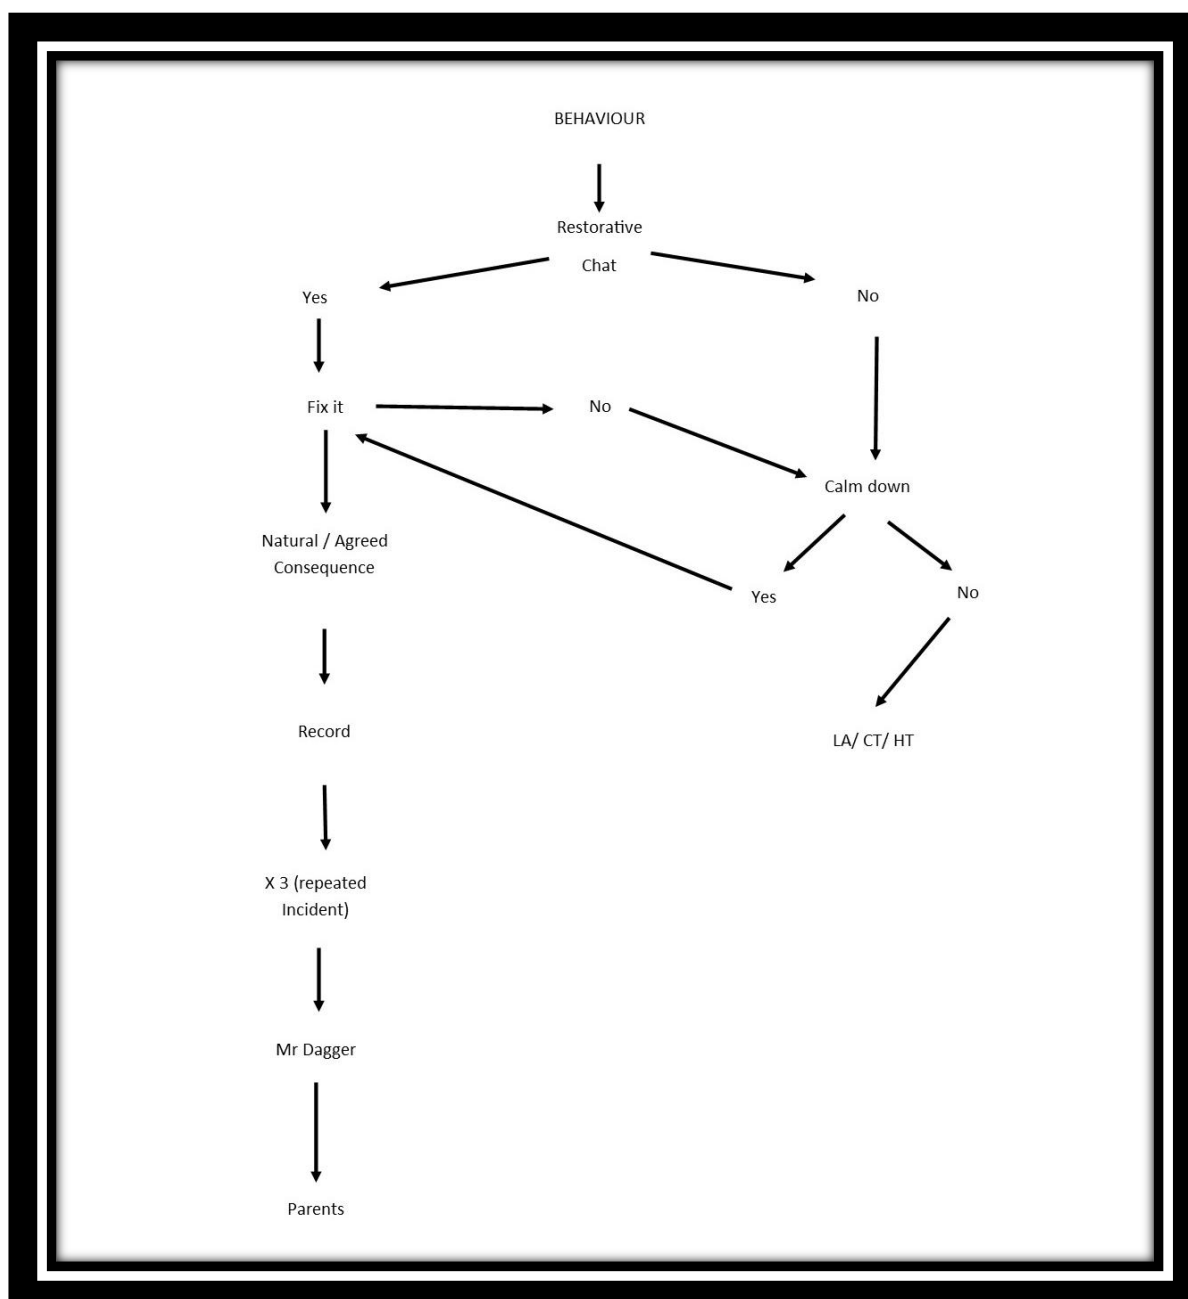 BEHAVIOUR
Restorative
Chat
Yes
No
Fix it
No
Calm down
Natural / Agreed
Consequence
Yes
No
Record
LA/ CT/ HT
X 3 (repeated
Incident)
Mr Dagger
Parents